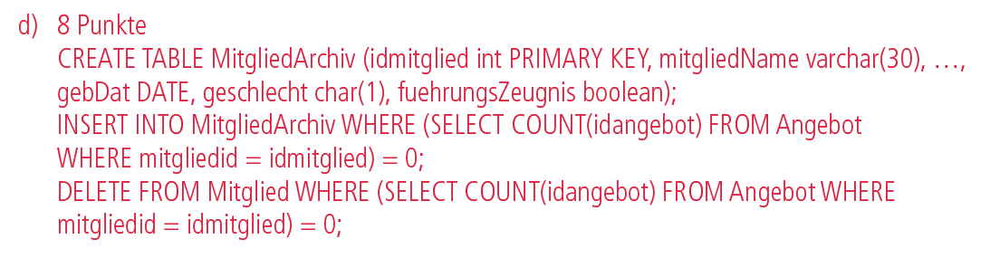 d) 8 Punkte
CREATE TABLE MitgliedArchiv (idmitglied int PRIMARY KEY, mitgliedName varchar(30), …,
gebDat DATE, geschlecht char(1), fuehrungsZeugnis boolean);
INSERT INTO MitgliedArchiv WHERE (SELECT COUNT(idangebot) FROM Angebot
WHERE mitgliedid = idmitglied) = 0;
DELETE FROM Mitglied WHERE (SELECT COUNT(idangebot) FROM Angebot WHERE
mitgliedid = idmitglied) = 0;